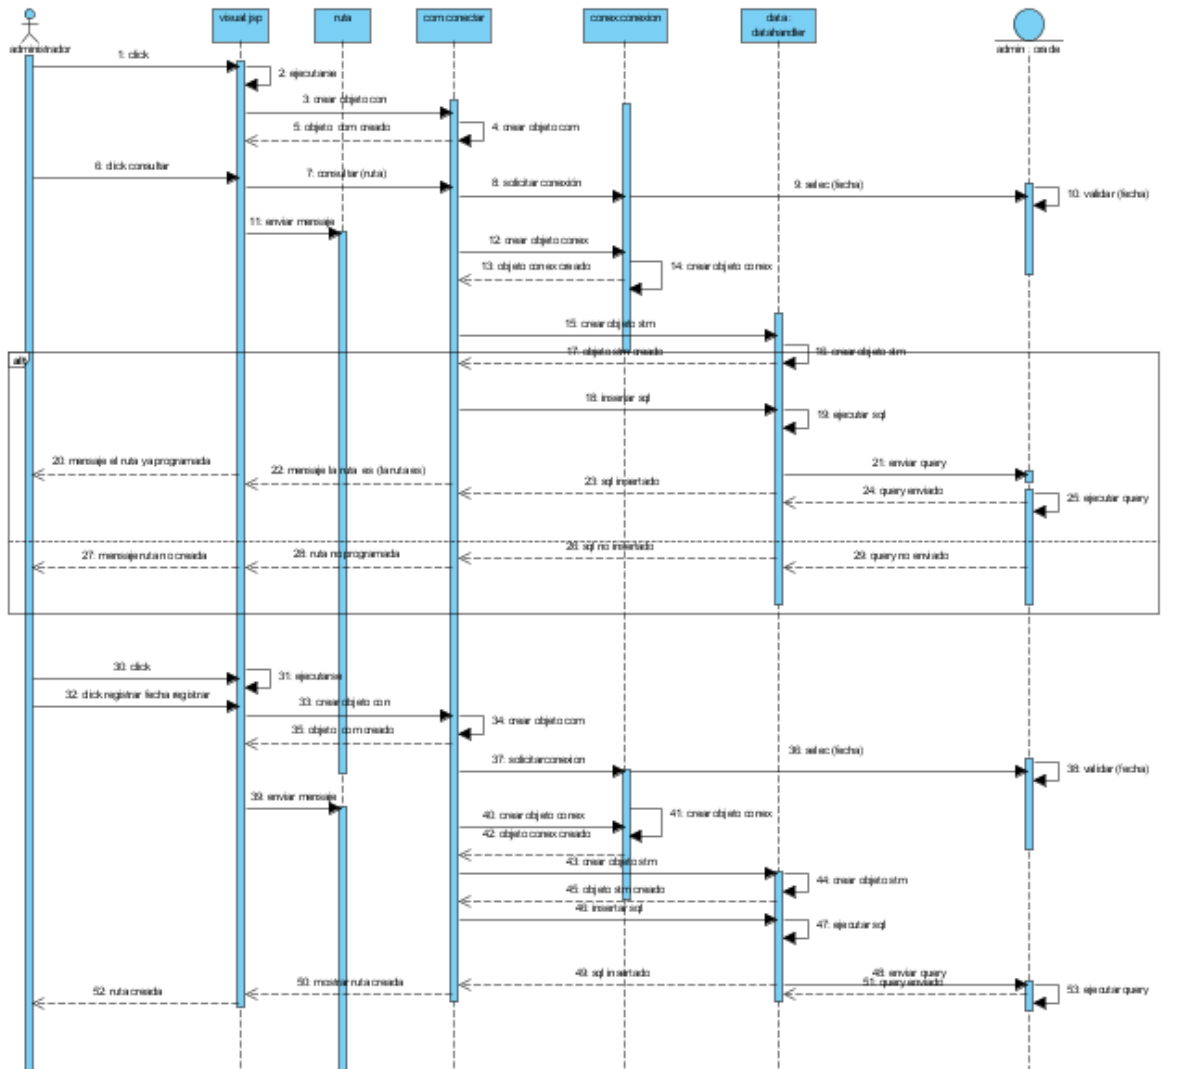 administrador
visual.jsp
ruta
com:conectar
conex:conexion
data :
datahandler
admin : orade
1: click
2: ejecutarse
3: crear objeto con
4: crear objeto com
5: objeto com creado
6: click consultar
7: consultar (ruta)
8: solicitar conexión
9: selec (fecha)
10: validar (fecha)
11: enviar mensaje
12: crear objeto conex
13: objeto conex creado
14: crear objeto conex
15: crear objeto stm
alt
17: objeto stm creado
16: crear objeto stm
18: insertar sql
19: ejecutar sql
20: mensaje el ruta ya programada
22: mensaje la ruta es (la ruta es)
21: enviar query
23: sql insertado
24: query enviado
25: ejecutar query
27: mensaje ruta no creada
28: ruta no programada
26: sql no insertado
29: query no enviado
30: click
31: ejecutarse
32: click registrar fecha registrar
33: crear objeto con
34: crear objeto com
35: objeto com creado
36: selec (fecha)
37: solicitar conexion
38: validar (fecha)
39: enviar mensaje
40: crear objeto conex
41: crear objeto conex
42: objeto conex creado
43: crear objeto stm
44: crear objeto stm
45: objeto stm creado
46: insertar sql
47: ejecutar sql
49: sql insertado
48: enviar query
50: mostrar ruta creada
51: query enviado
52: ruta creada
53: ejecutar query